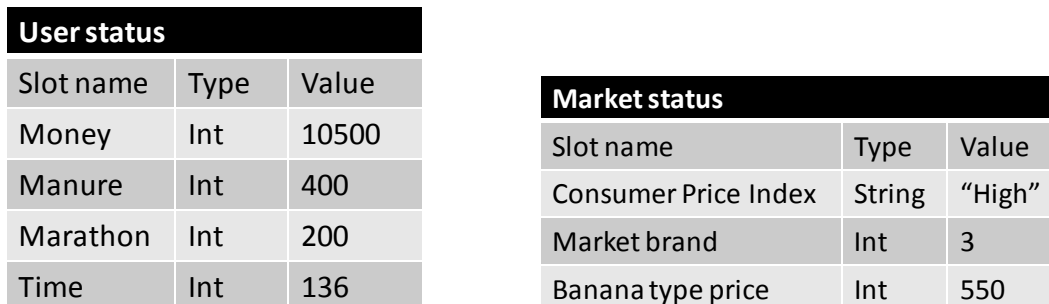 User status
Slot name Type Value
Money Int 10500
Manure Int 400
Marathon Int 200
Time Int 136
Market status
Slot name Type Value
Consumer Price Index String “High”
Market brand Int 3
Banana type price Int 550